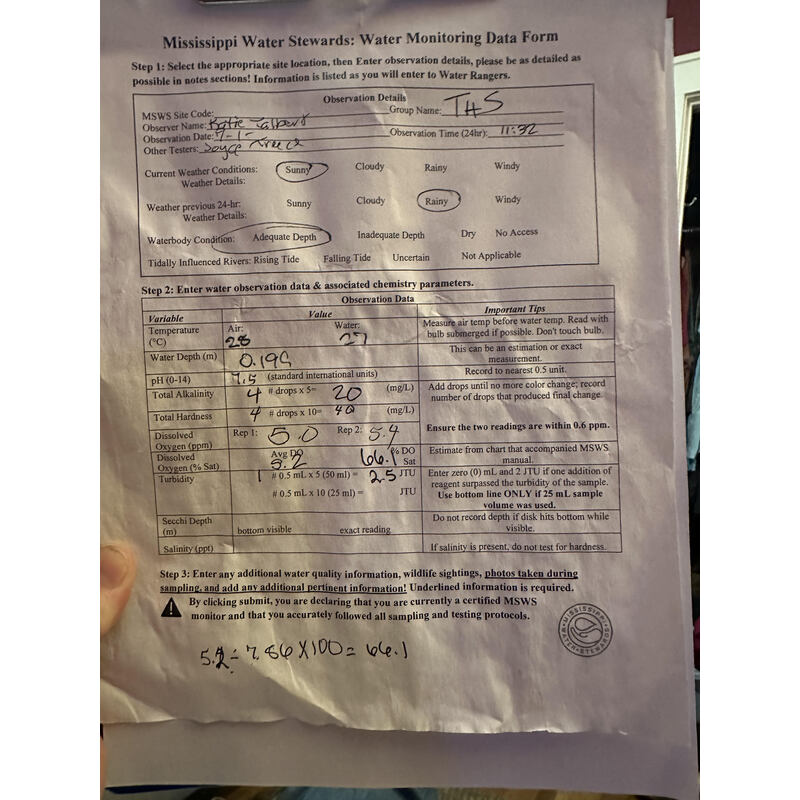 Mississippi Water Stewards: Water Monitoring Data Form
Step 1: Select the appropriate site location, then Enter observation details, please be as detailed as
possible in notes sections! Information is listed as you will enter to Water Rangers.
Observation Details
MSWS Site Code:
Group Name: THS
Observer Name: Katie Talbert
Observation Date: 7-1-
Observation Time (24hr): 11:32
Other Testers: Joyce
Current Weather Conditions: Sunny Cloudy Rainy Windy
Weather Details:
Weather previous 24-hr: Sunny Cloudy Rainy Windy
Weather Details:
Waterbody Condition: Adequate Depth Inadequate Depth Dry No Access
Tidally Influenced Rivers: Rising Tide Falling Tide Uncertain Not Applicable
Step 2: Enter water observation data & associated chemistry parameters.
Observation Data
Variable Value Important Tips
Temperature (°C) Air: 28 Water: 27
Measure air temp before water temp. Read with
bulb submerged if possible. Don't touch bulb.
Water Depth (m) 0.199
This can be an estimation or exact
measurement.
pH (0-14) 7.5 (standard international units) Record to nearest 0.5 unit.
Total Alkalinity 4 # drops x 5= 20 (mg/L)
Add drops until no more color change; record
number of drops that produced final change.
Total Hardness 4 # drops x 10= 40 (mg/L)
Dissolved Oxygen (ppm) Rep 1: 5.0 Rep 2: 5.4 Ensure the two readings are within 0.6 ppm.
Dissolved Oxygen (% Sat) Avg DO 5.2 66.1 % DO Sat
Estimate from chart that accompanied MSWS
manual.
Turbidity 1 # 0.5 mL x 5 (50 ml) = 2.5 JTU
# 0.5 mL x 10 (25 ml) = JTU
Enter zero (0) mL and 2 JTU if one addition of
reagent surpassed the turbidity of the sample.
Use bottom line ONLY if 25 mL sample
volume was used.
Secchi Depth (m) bottom visible exact reading
Do not record depth if disk hits bottom while
visible.
Salinity (ppt) If salinity is present, do not test for hardness.
Step 3: Enter any additional water quality information, wildlife sightings, photos taken during
sampling, and add any additional pertinent information! Underlined information is required.
By clicking submit, you are declaring that you are currently a certified MSWS
monitor and that you accurately followed all sampling and testing protocols.
MISSISSIPPI WATER STEWARDS
5.2 ÷ 7.86 X 100 = 66.1